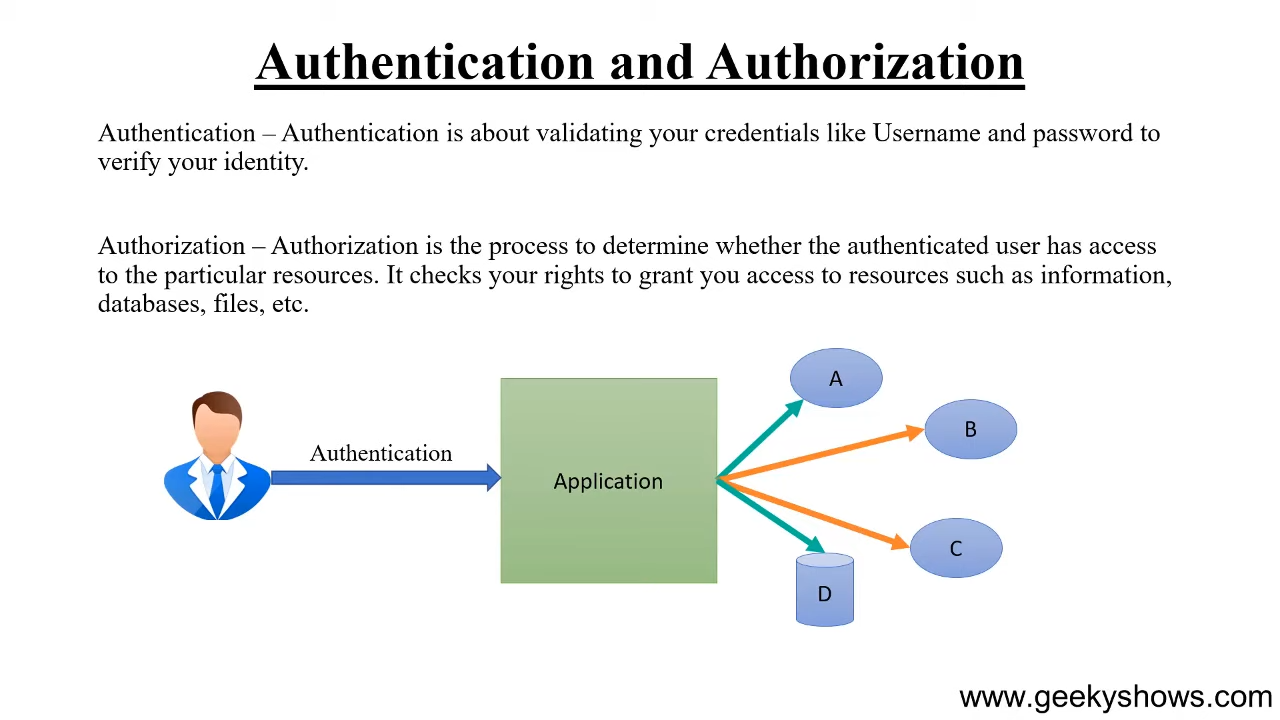 Authentication and Authorization
Authentication – Authentication is about validating your credentials like Username and password to
verify your identity.
Authorization – Authorization is the process to determine whether the authenticated user has access
to the particular resources. It checks your rights to grant you access to resources such as information,
databases, files, etc.
A
B
Authentication
Application
C
D
www.geekyshows.com